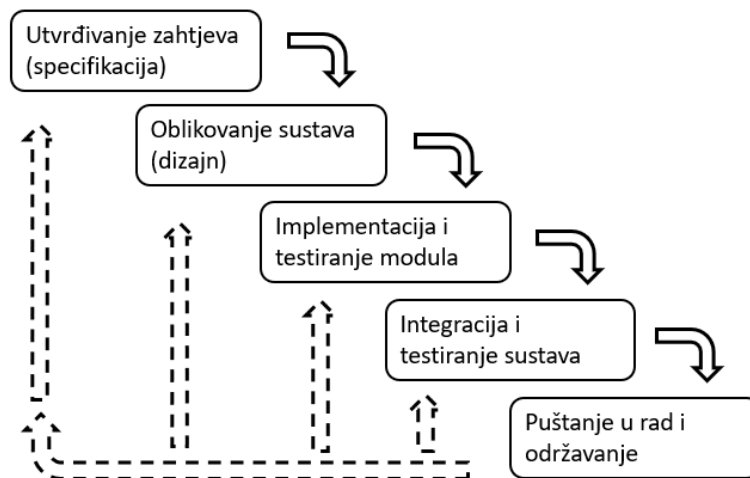 Utvrđivanje zahtjeva
(specifikacija)
Oblikovanje sustava
(dizajn)
Implementacija i
testiranje modula
Integracija i
testiranje sustava
Puštanje u rad i
održavanje